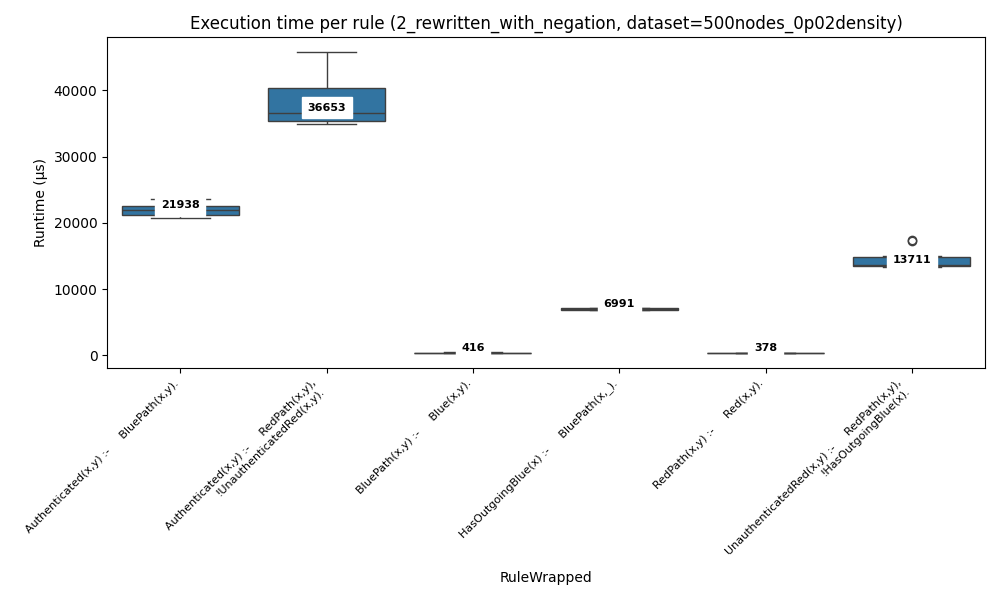 Execution time per rule (2_rewritten_with_negation, dataset=500nodes_0p02density)
Runtime (µs)
40000
30000
20000
10000
0
21938
36653
416
6991
378
13711
Authenticated(x,y) :-      BluePath(x,y).
Authenticated(x,y) :-      RedPath(x,y),
!UnauthenticatedRed(x,y).
BluePath(x,y) :-      Blue(x,y).
HasOutgoingBlue(x) :-      BluePath(x,_).
RedPath(x,y) :-      Red(x,y).
UnauthenticatedRed(x,y) :-      RedPath(x,y),
!HasOutgoingBlue(x).
RuleWrapped